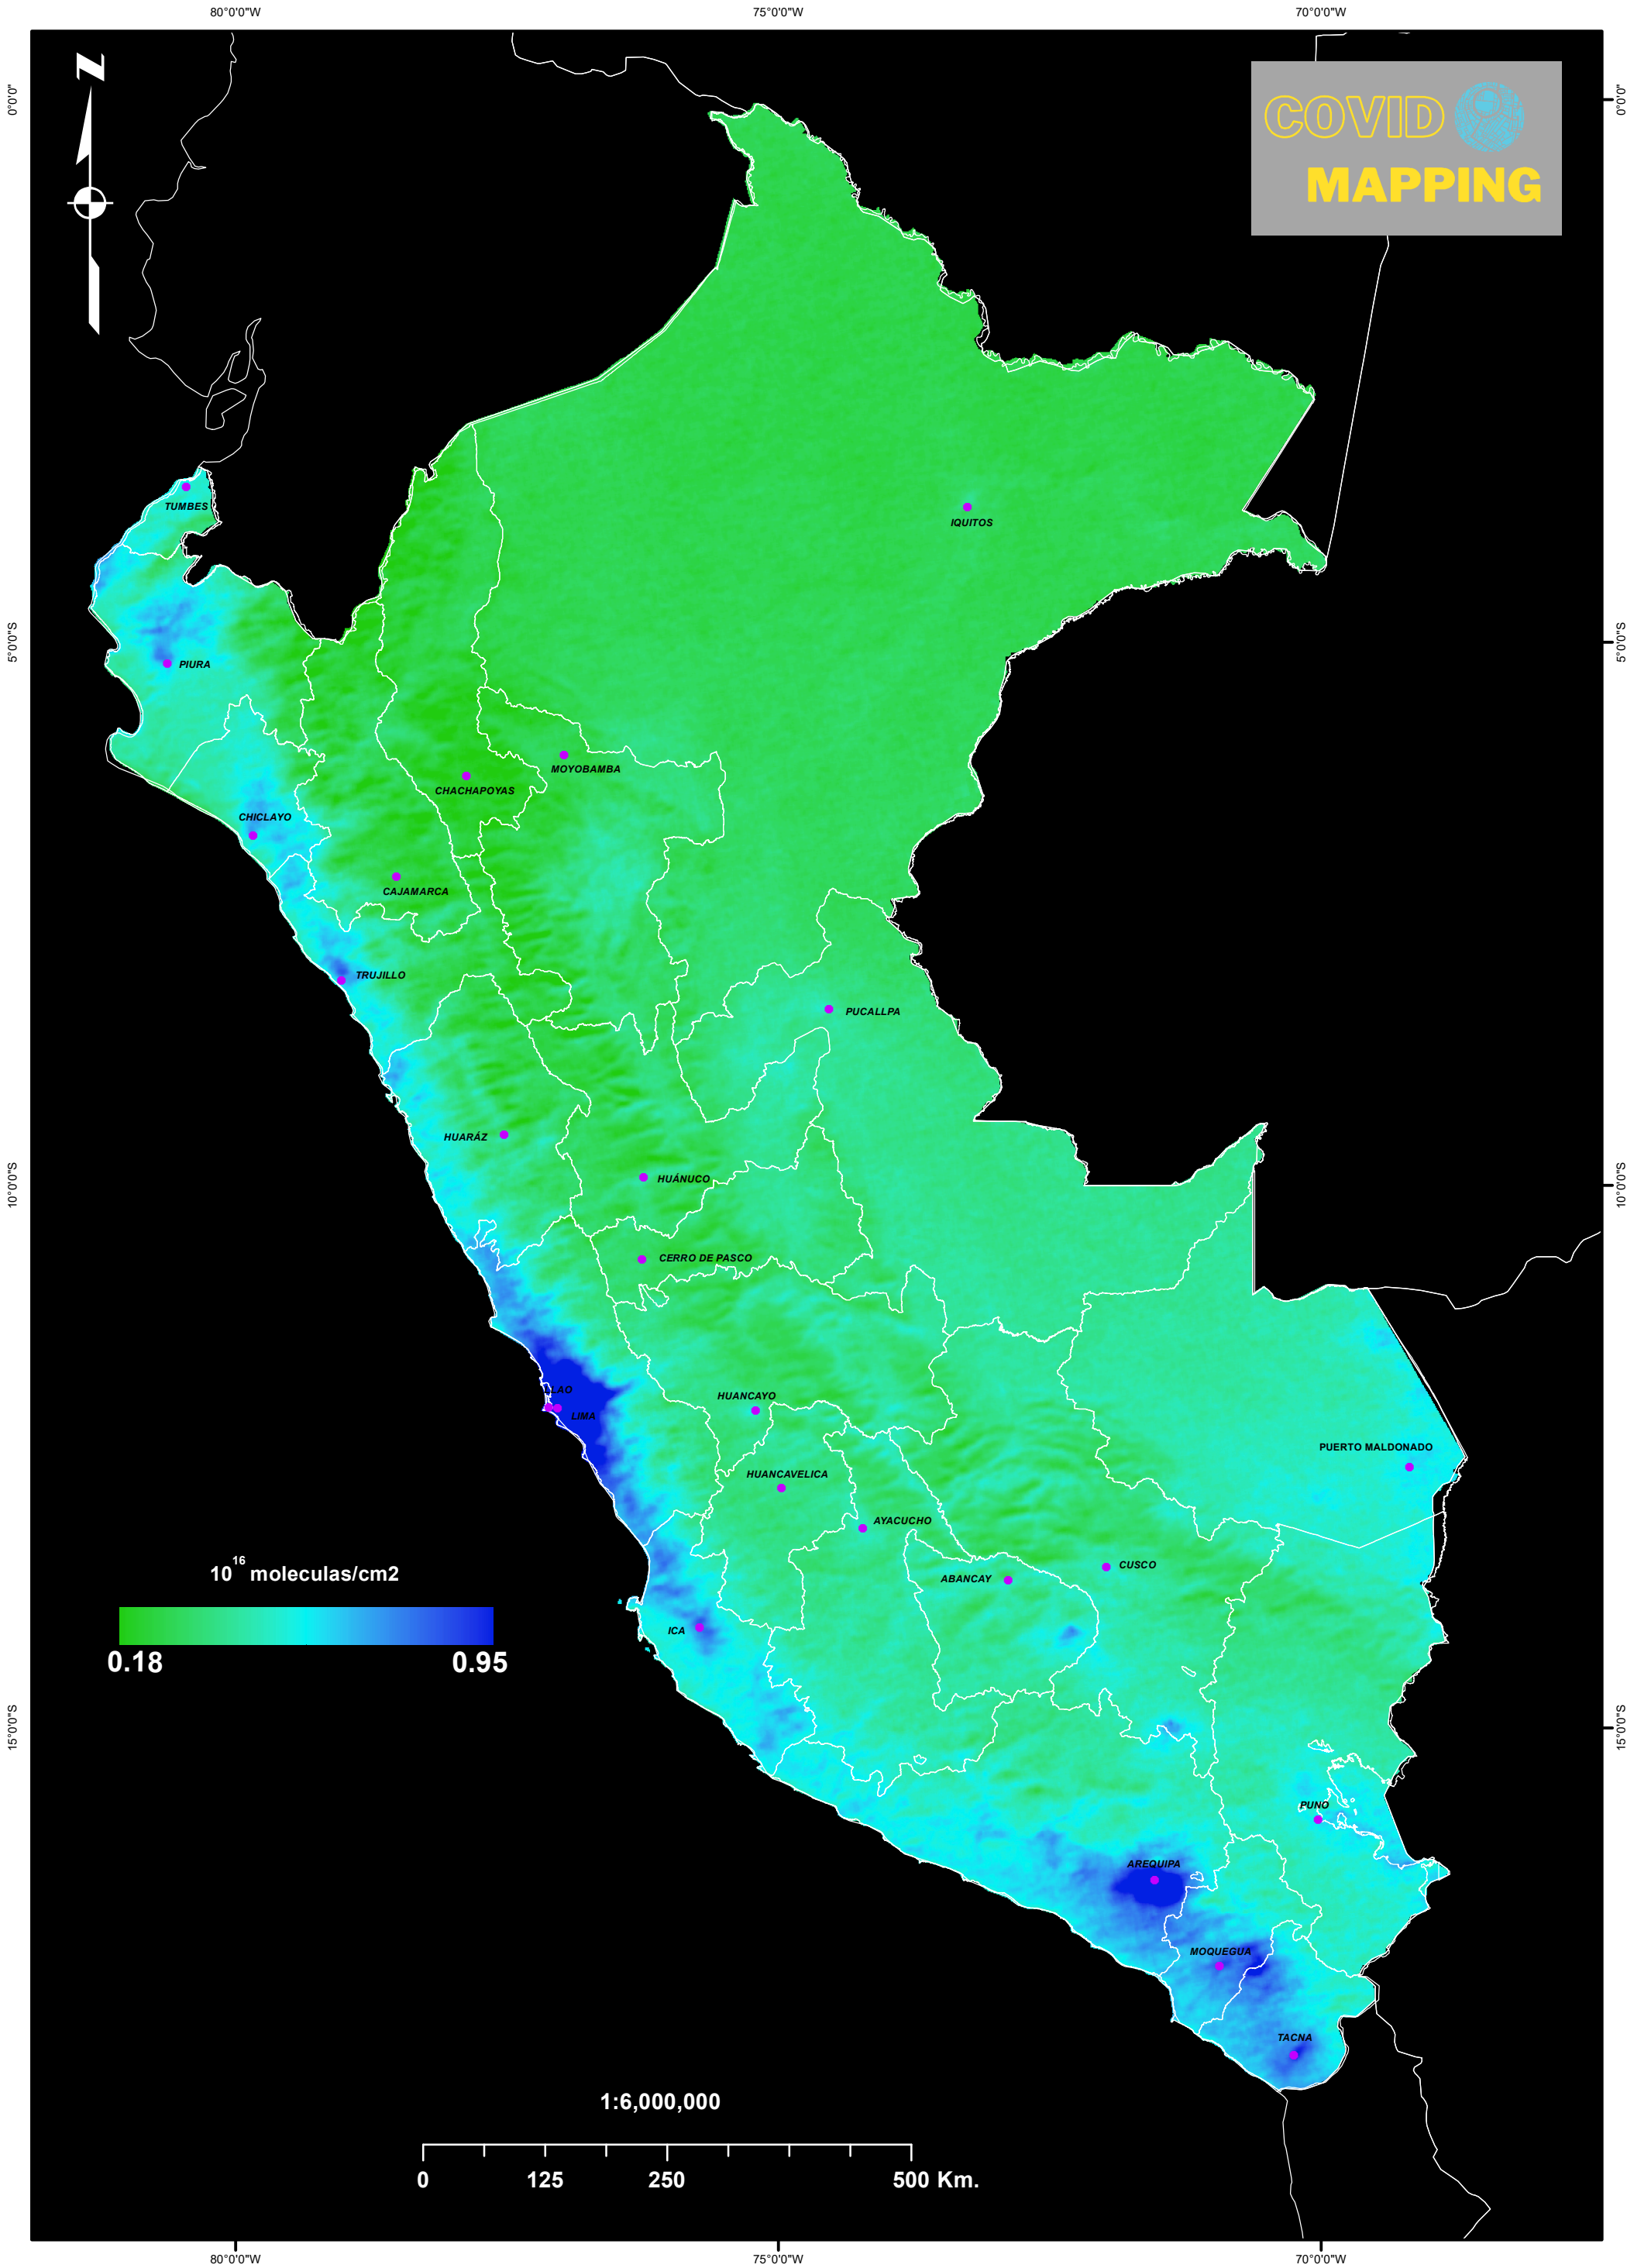 80°0'0"W 75°0'0"W 70°0'0"W
0°0'0" 0°0'0"
N
COVID
MAPPING
TUMBES
IQUITOS
5°0'0"S 5°0'0"S
PIURA
MOYOBAMBA
CHACHAPOYAS
CHICLAYO
CAJAMARCA
TRUJILLO
PUCALLPA
HUARÁZ
HUÁNUCO
10°0'0"S 10°0'0"S
CERRO DE PASCO
LLAO
HUANCAYO
LIMA
PUERTO MALDONADO
HUANCAVELICA
AYACUCHO
CUSCO
ABANCAY
10¹⁶ moleculas/cm2
0.18 0.95
ICA
15°0'0"S 15°0'0"S
PUNO
AREQUIPA
MOQUEGUA
TACNA
1:6,000,000
0 125 250 500 Km.
80°0'0"W 75°0'0"W 70°0'0"W